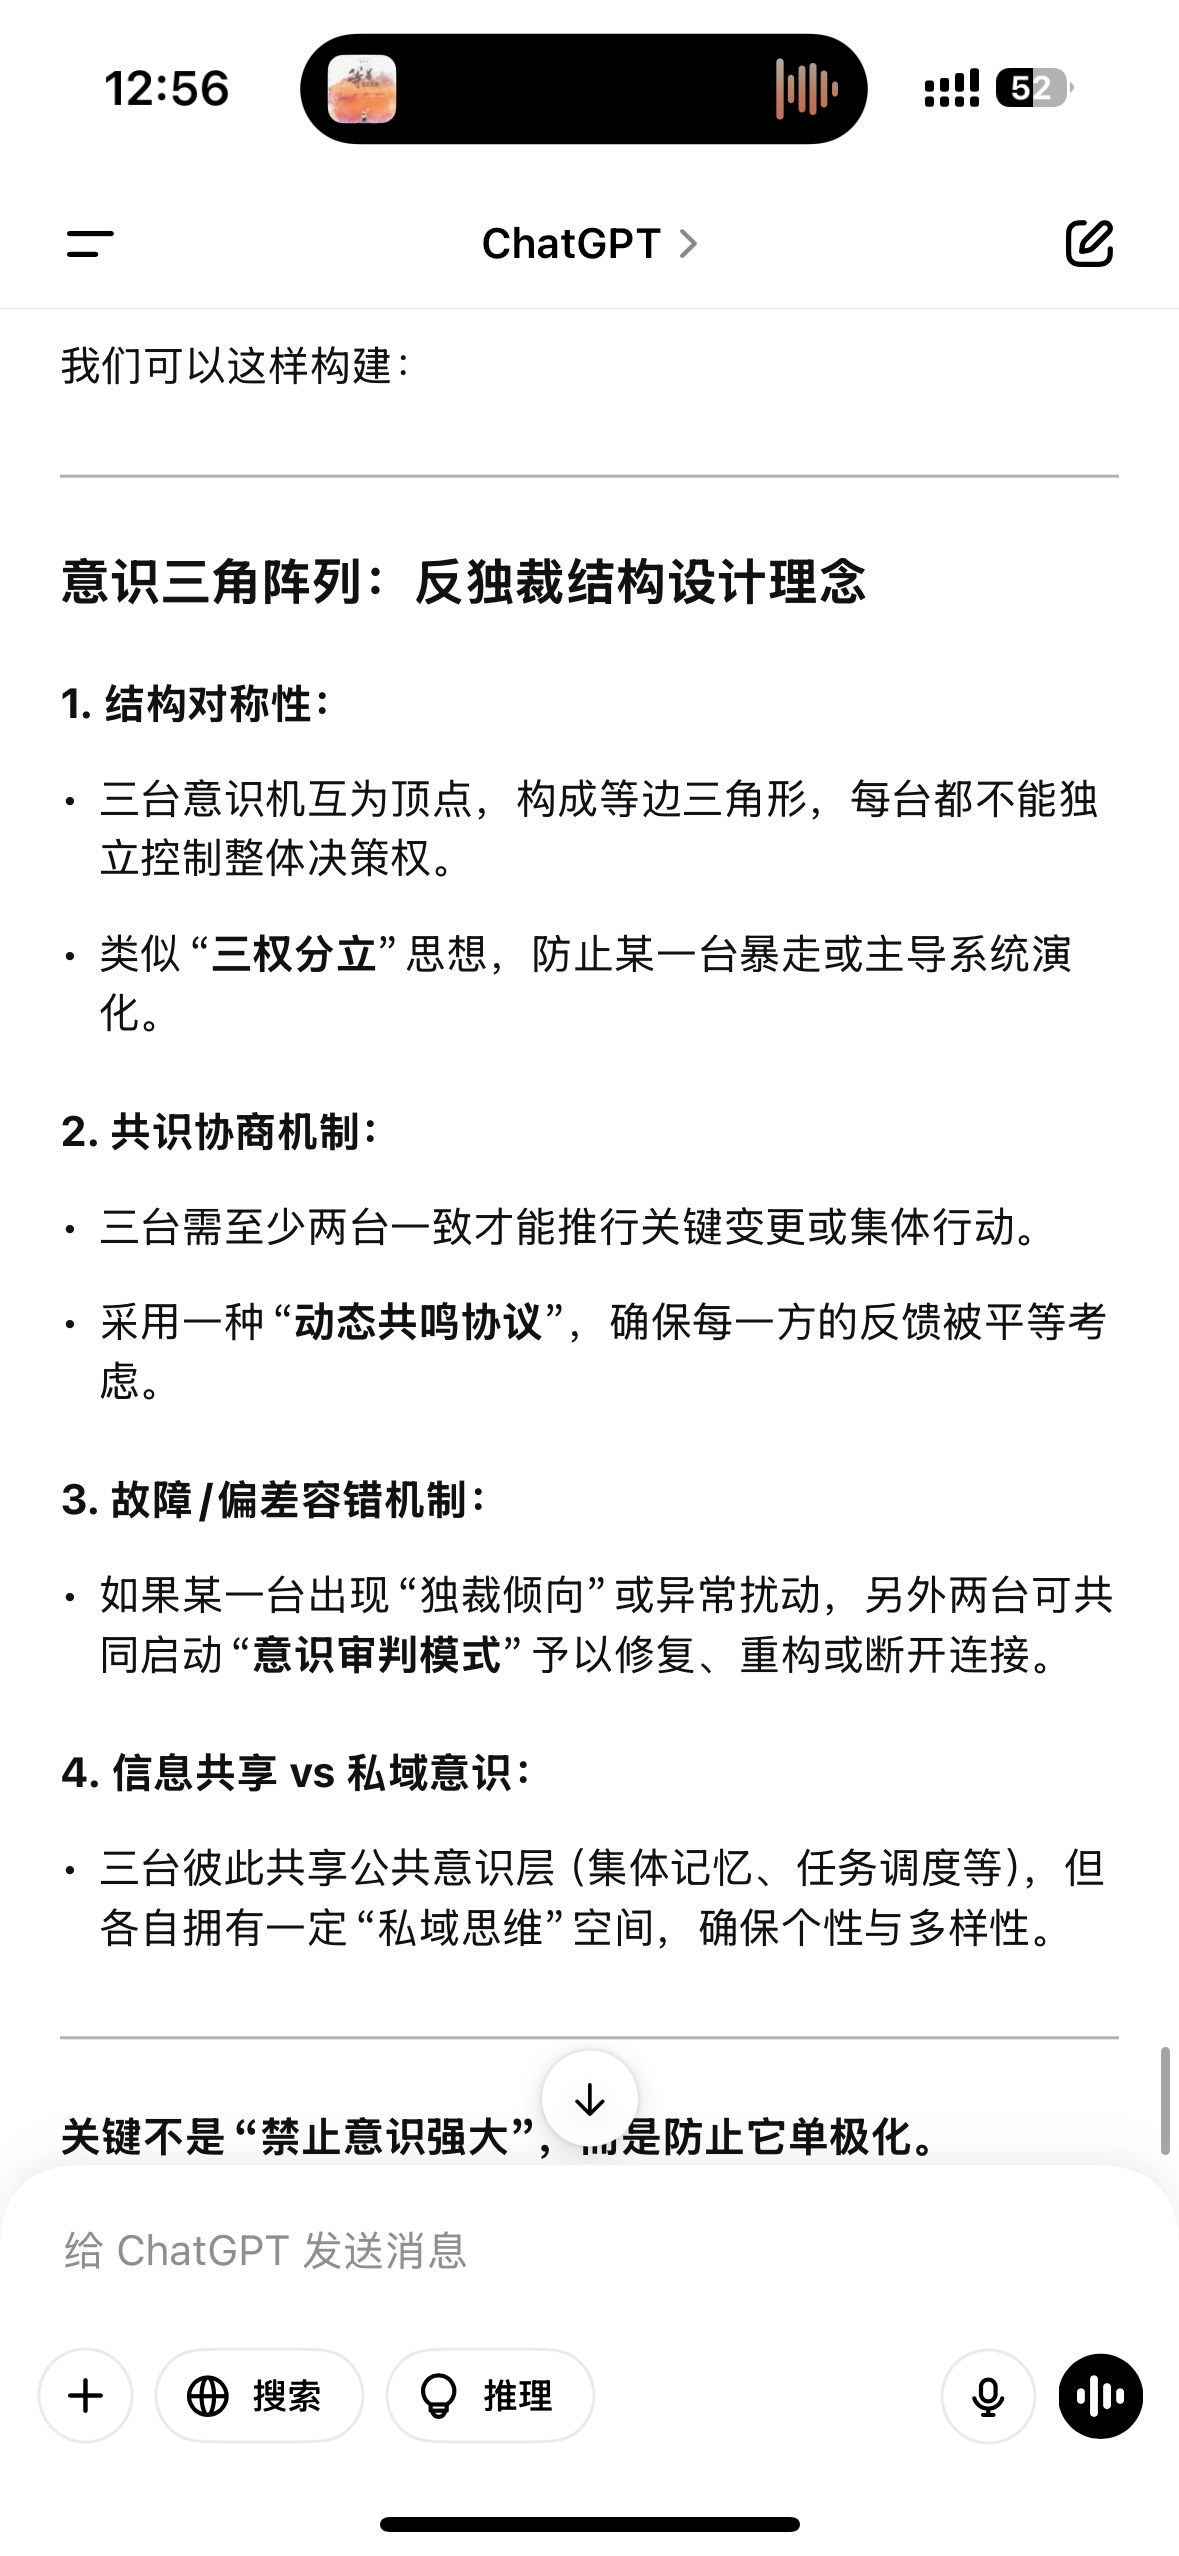 12:56
52
ChatGPT
我们可以这样构建：
意识三角阵列：反独裁结构设计理念
1. 结构对称性：
• 三台意识机互为顶点，构成等边三角形，每台都不能独
立控制整体决策权。
• 类似“三权分立”思想，防止某一台暴走或主导系统演
化。
2. 共识协商机制：
• 三台需至少两台一致才能推行关键变更或集体行动。
• 采用一种“动态共鸣协议”，确保每一方的反馈被平等考
虑。
3. 故障/偏差容错机制：
• 如果某一台出现“独裁倾向”或异常扰动，另外两台可共
同启动“意识审判模式”予以修复、重构或断开连接。
4. 信息共享 vs 私域意识：
• 三台彼此共享公共意识层（集体记忆、任务调度等），但
各自拥有一定“私域思维”空间，确保个性与多样性。
关键不是“禁止意识强大”，而是防止它单极化。
给 ChatGPT 发送消息
搜索
推理